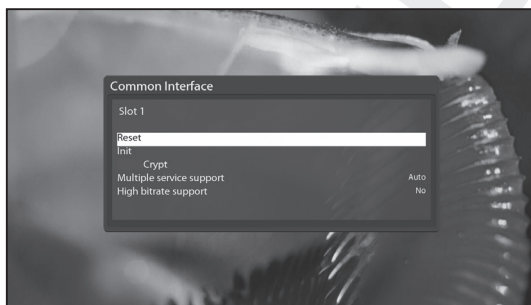 Common Interface
Slot 1
Reset
Init
Crypt
Multiple service support Auto
High bitrate support No